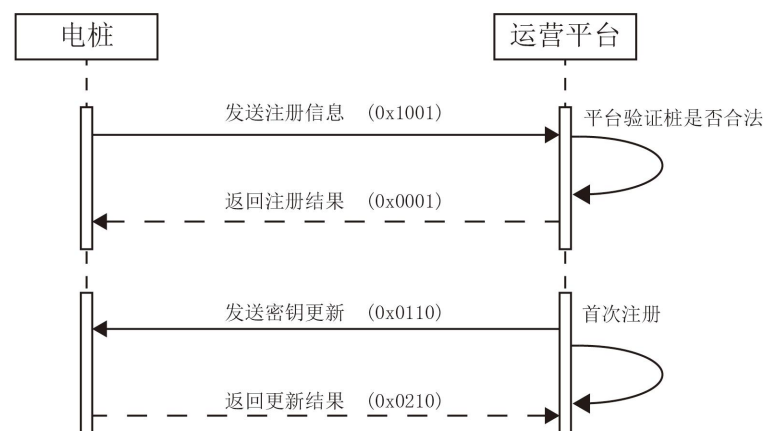 电桩
运营平台
发送注册信息 (0x1001)
平台验证桩是否合法
返回注册结果 (0x0001)
发送密钥更新 (0x0110)
首次注册
返回更新结果 (0x0210)